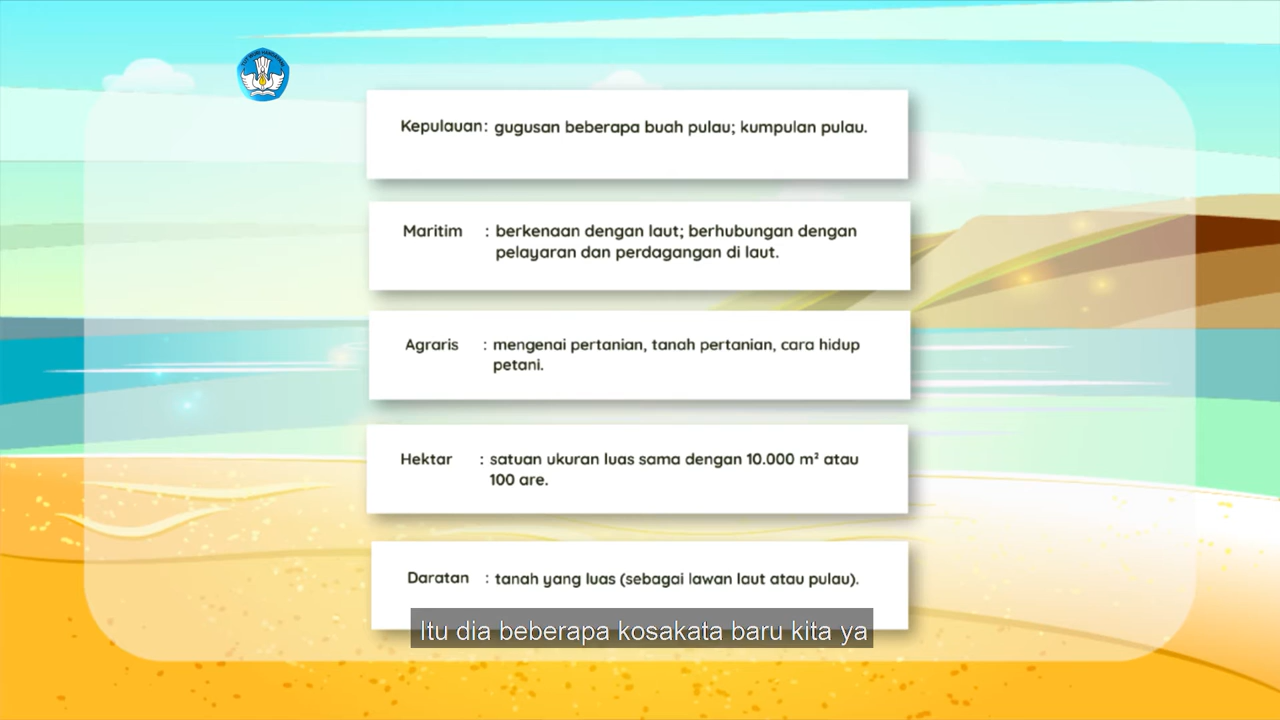 Kepulauan: gugusan beberapa buah pulau; kumpulan pulau.
Maritim : berkenaan dengan laut; berhubungan dengan
pelayaran dan perdagangan di laut.
Agraris : mengenai pertanian, tanah pertanian, cara hidup
petani.
Hektar : satuan ukuran luas sama dengan 10.000 m² atau
100 are.
Daratan : tanah yang luas (sebagai lawan laut atau pulau).
Itu dia beberapa kosakata baru kita ya